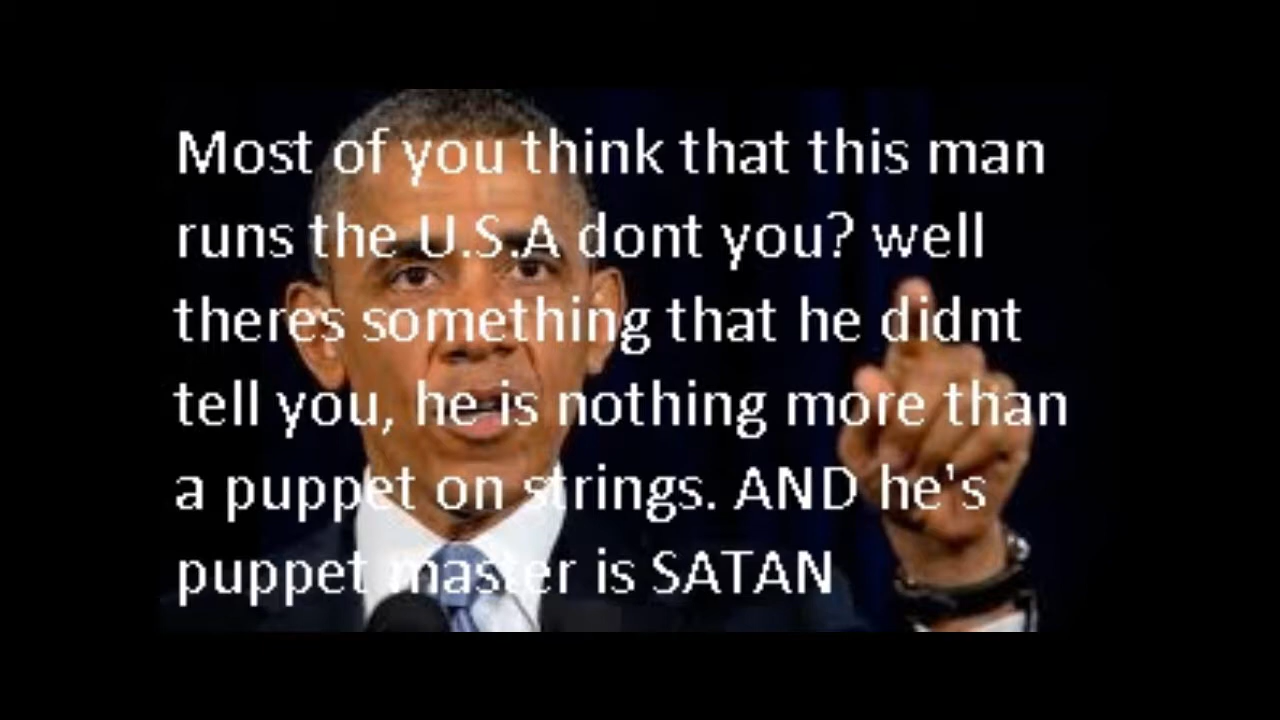 Most of you think that this man
runs the U.S.A dont you? well
theres something that he didnt
tell you, he is nothing more than
a puppet on strings. AND he's
puppet master is SATAN